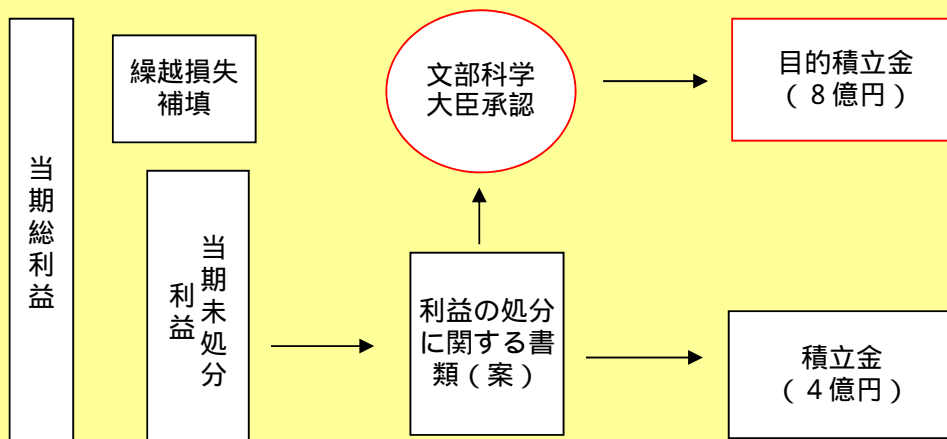 当期総利益
繰越損失
補填
当期未処分
利益
文部科学
大臣承認
利益の処分
に関する書
類（案）
目的積立金
（８億円）
積立金
（４億円）